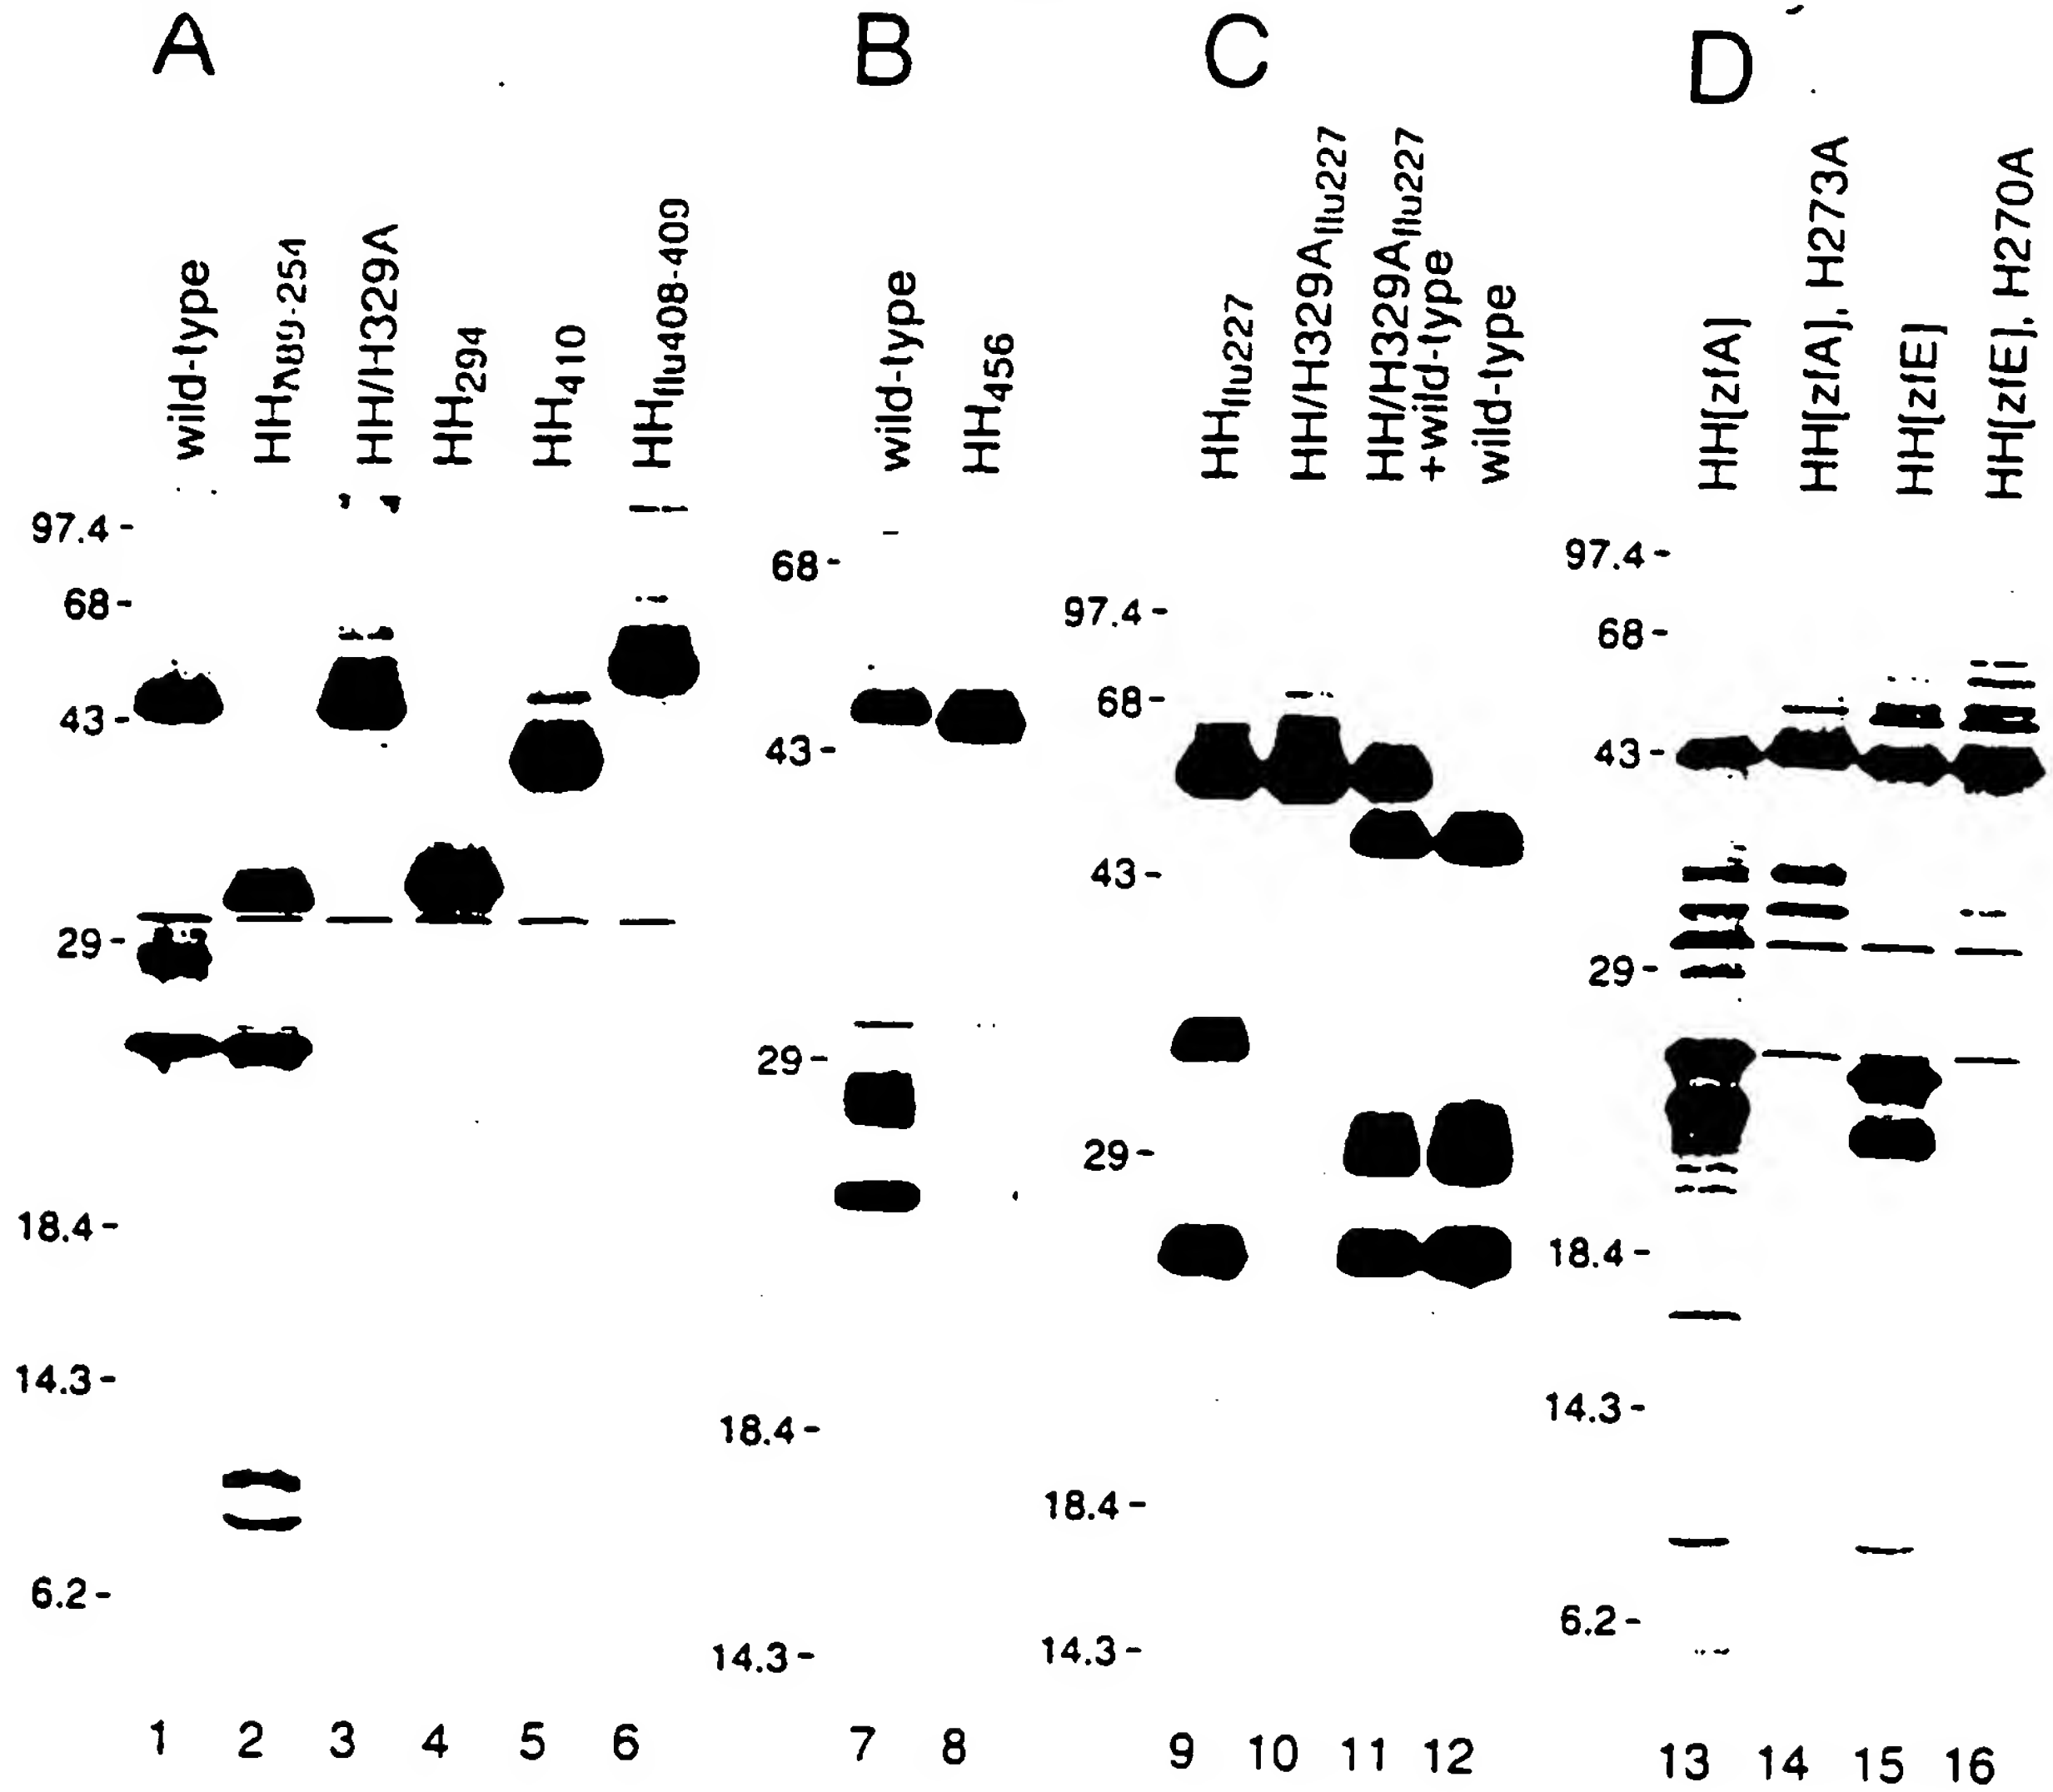 A B C D
wild-type
HHΔ89-254
HH/H329A
HH294
HH410
HHflu408-409
wild-type
HH456
HHflu227
HH/H329Aflu227
HH/H329Aflu227
+wild-type
wild-type
HH[zfA]
HH[zfA], H273A
HH[zfE]
HH[zfE], H270A
97.4-
68-
43-
29-
18.4-
14.3-
6.2-
68-
43-
29-
18.4-
14.3-
97.4-
68-
43-
29-
18.4-
14.3-
97.4-
68-
43-
29-
18.4-
14.3-
6.2-
1 2 3 4 5 6 7 8 9 10 11 12 13 14 15 16